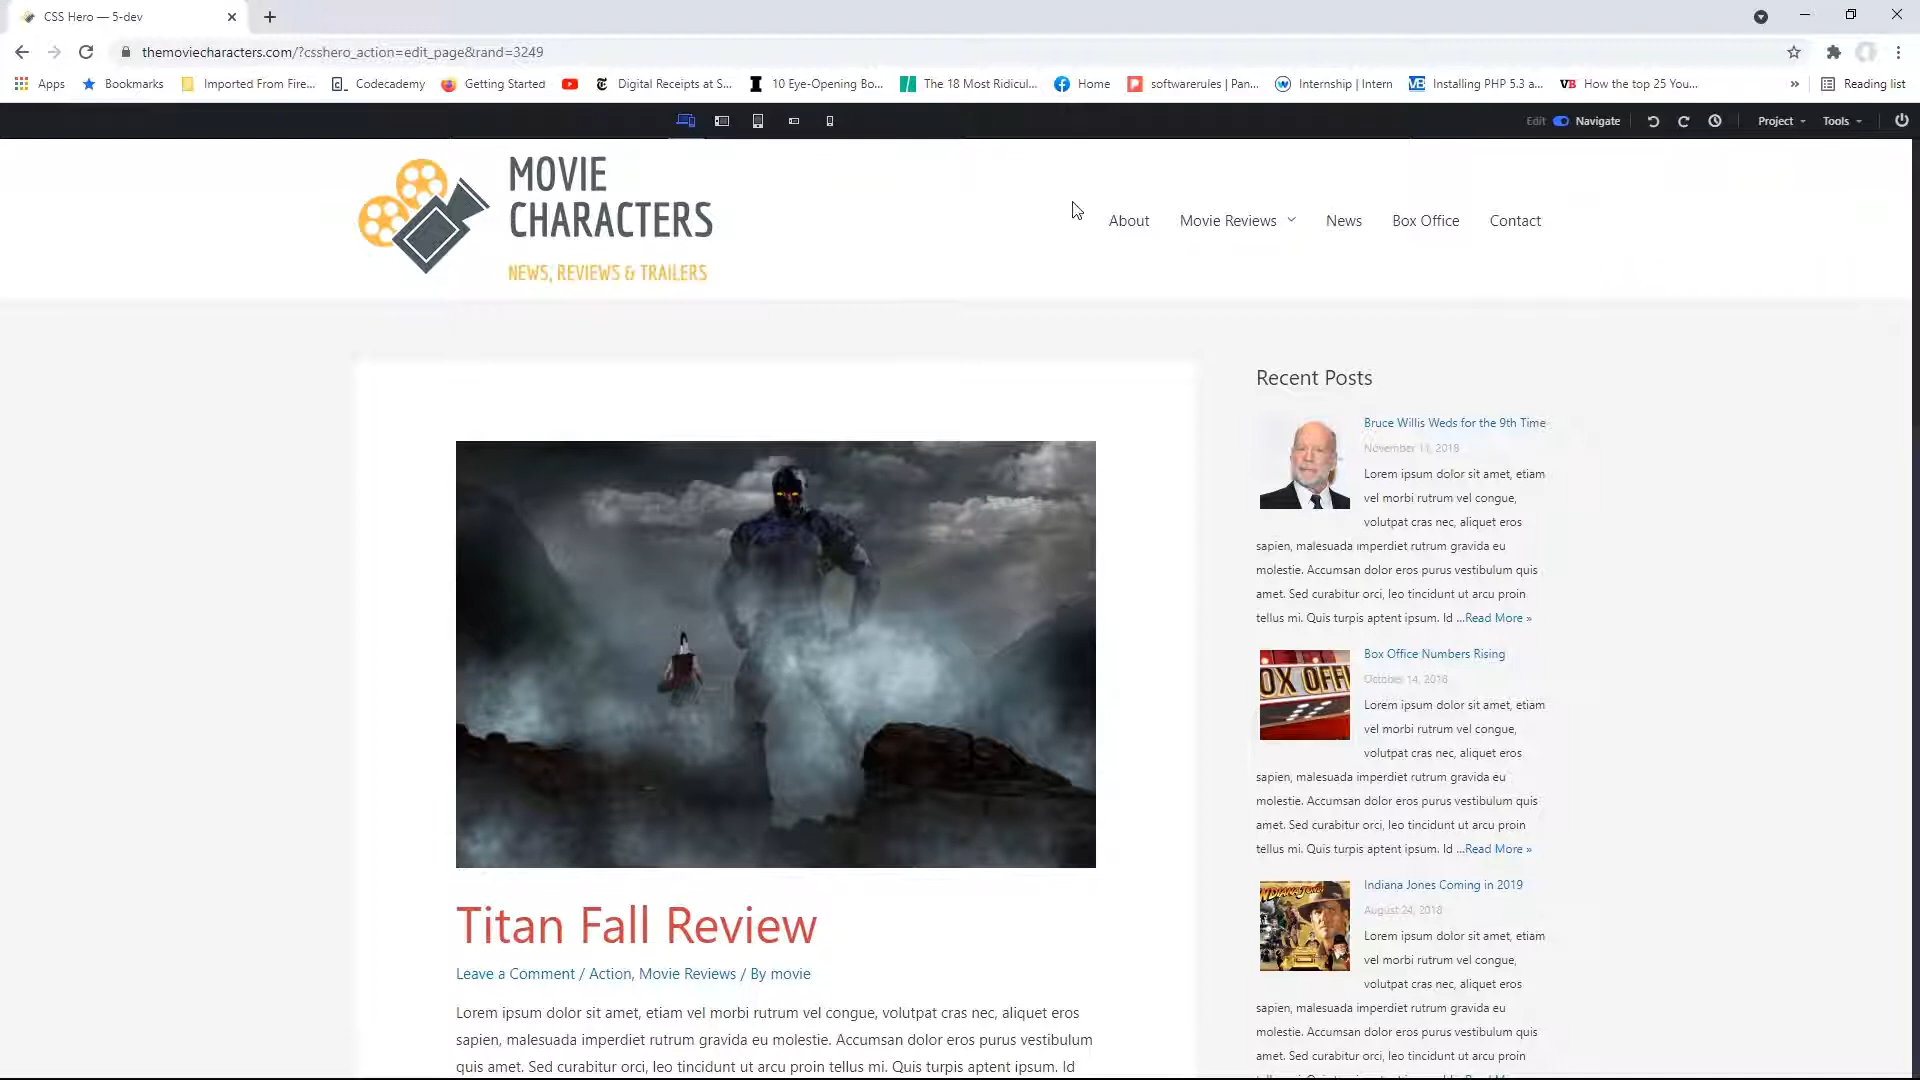 CSS Hero — 5-dev
themoviecharacters.com/?csshero_action=edit_page&rand=3249
Apps
Bookmarks
Imported From Fire...
Codecademy
Getting Started
Digital Receipts at S...
10 Eye-Opening Bo...
The 18 Most Ridicul...
Home
softwarerules | Pan...
Internship | Intern
Installing PHP 5.3 a...
VB How the top 25 You...
»
Reading list
Edit
Navigate
Project
Tools
MOVIE
CHARACTERS
NEWS, REVIEWS & TRAILERS
About
Movie Reviews
News
Box Office
Contact
Titan Fall Review
Leave a Comment / Action, Movie Reviews / By movie
Lorem ipsum dolor sit amet, etiam vel morbi rutrum vel congue, volutpat cras nec, aliquet eros
sapien, malesuada imperdiet rutrum gravida eu molestie. Accumsan dolor eros purus vestibulum
quis amet. Sed curabitur orci, leo tincidunt ut arcu proin tellus mi. Quis turpis aptent ipsum. Id
Recent Posts
Bruce Willis Weds for the 9th Time
November 11, 2018
Lorem ipsum dolor sit amet, etiam
vel morbi rutrum vel congue,
volutpat cras nec, aliquet eros
sapien, malesuada imperdiet rutrum gravida eu
molestie. Accumsan dolor eros purus vestibulum quis
amet. Sed curabitur orci, leo tincidunt ut arcu proin
tellus mi. Quis turpis aptent ipsum. Id ...Read More »
OX OFFI
Box Office Numbers Rising
October 14, 2018
Lorem ipsum dolor sit amet, etiam
vel morbi rutrum vel congue,
volutpat cras nec, aliquet eros
sapien, malesuada imperdiet rutrum gravida eu
molestie. Accumsan dolor eros purus vestibulum quis
amet. Sed curabitur orci, leo tincidunt ut arcu proin
tellus mi. Quis turpis aptent ipsum. Id ...Read More »
INDIANA JONES
Indiana Jones Coming in 2019
August 24, 2018
Lorem ipsum dolor sit amet, etiam
vel morbi rutrum vel congue,
volutpat cras nec, aliquet eros
sapien, malesuada imperdiet rutrum gravida eu
molestie. Accumsan dolor eros purus vestibulum quis
amet. Sed curabitur orci, leo tincidunt ut arcu proin